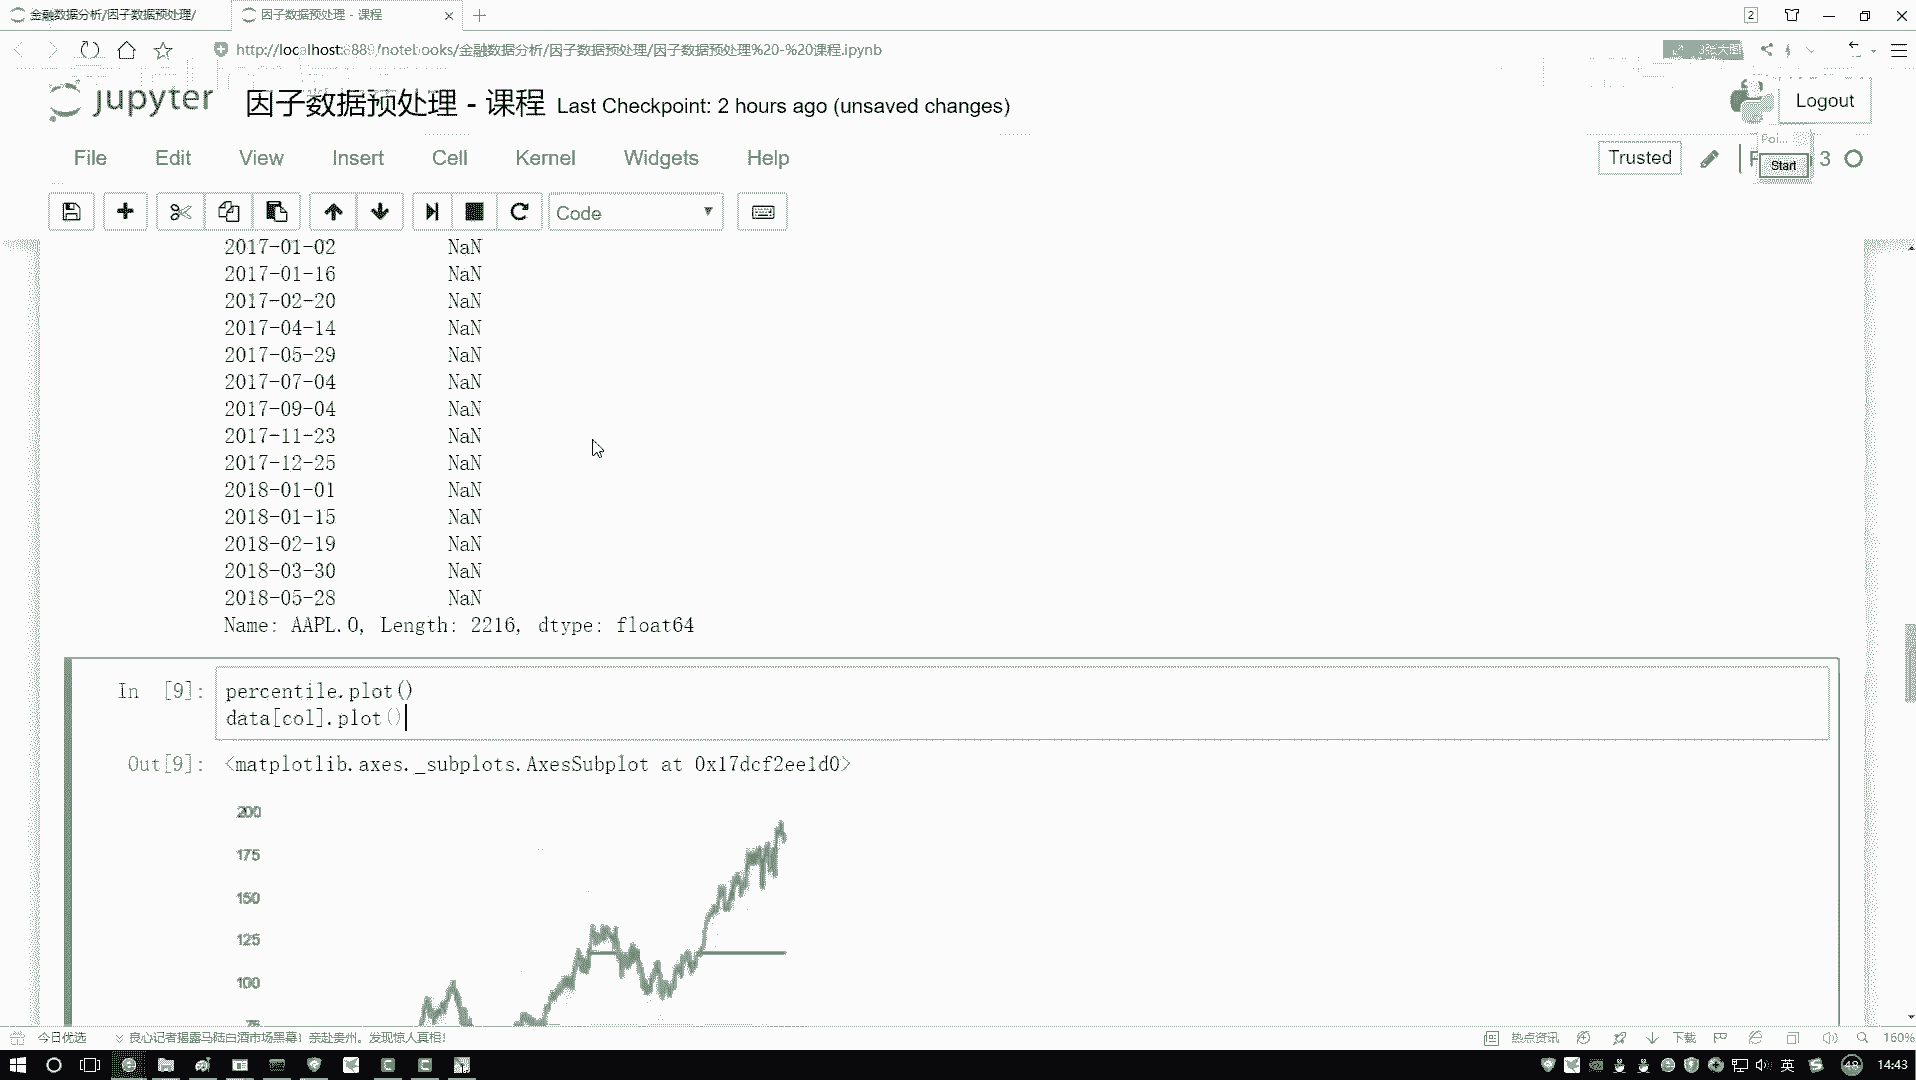 金融数据分析/因子数据预处理/
因子数据预处理 - 课程
2
http://localhost:8889/notebooks/金融数据分析/因子数据预处理/因子数据预处理%20-%20课程.ipynb
3张大图
jupyter
因子数据预处理 - 课程 Last Checkpoint: 2 hours ago (unsaved changes)
Logout
File Edit View Insert Cell Kernel Widgets Help
Trusted
3
Poi...
Start
Code
2017-01-02 NaN
2017-01-16 NaN
2017-02-20 NaN
2017-04-14 NaN
2017-05-29 NaN
2017-07-04 NaN
2017-09-04 NaN
2017-11-23 NaN
2017-12-25 NaN
2018-01-01 NaN
2018-01-15 NaN
2018-02-19 NaN
2018-03-30 NaN
2018-05-28 NaN
Name: AAPL.O, Length: 2216, dtype: float64
In [9]:
percentile.plot()
data[col].plot()
Out[9]: <matplotlib.axes._subplots.AxesSubplot at 0x17dcf2ee1d0>
200
175
150
125
100
75
今日优选
良心记者揭露马陆白酒市场黑幕！亲赴贵州。发现惊人真相！
热点资讯
下载
160%
英
48
14:43